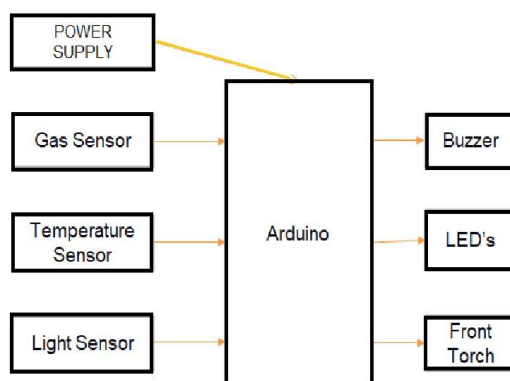 POWER
SUPPLY
Gas Sensor
Temperature
Sensor
Light Sensor
Arduino
Buzzer
LED's
Front
Torch